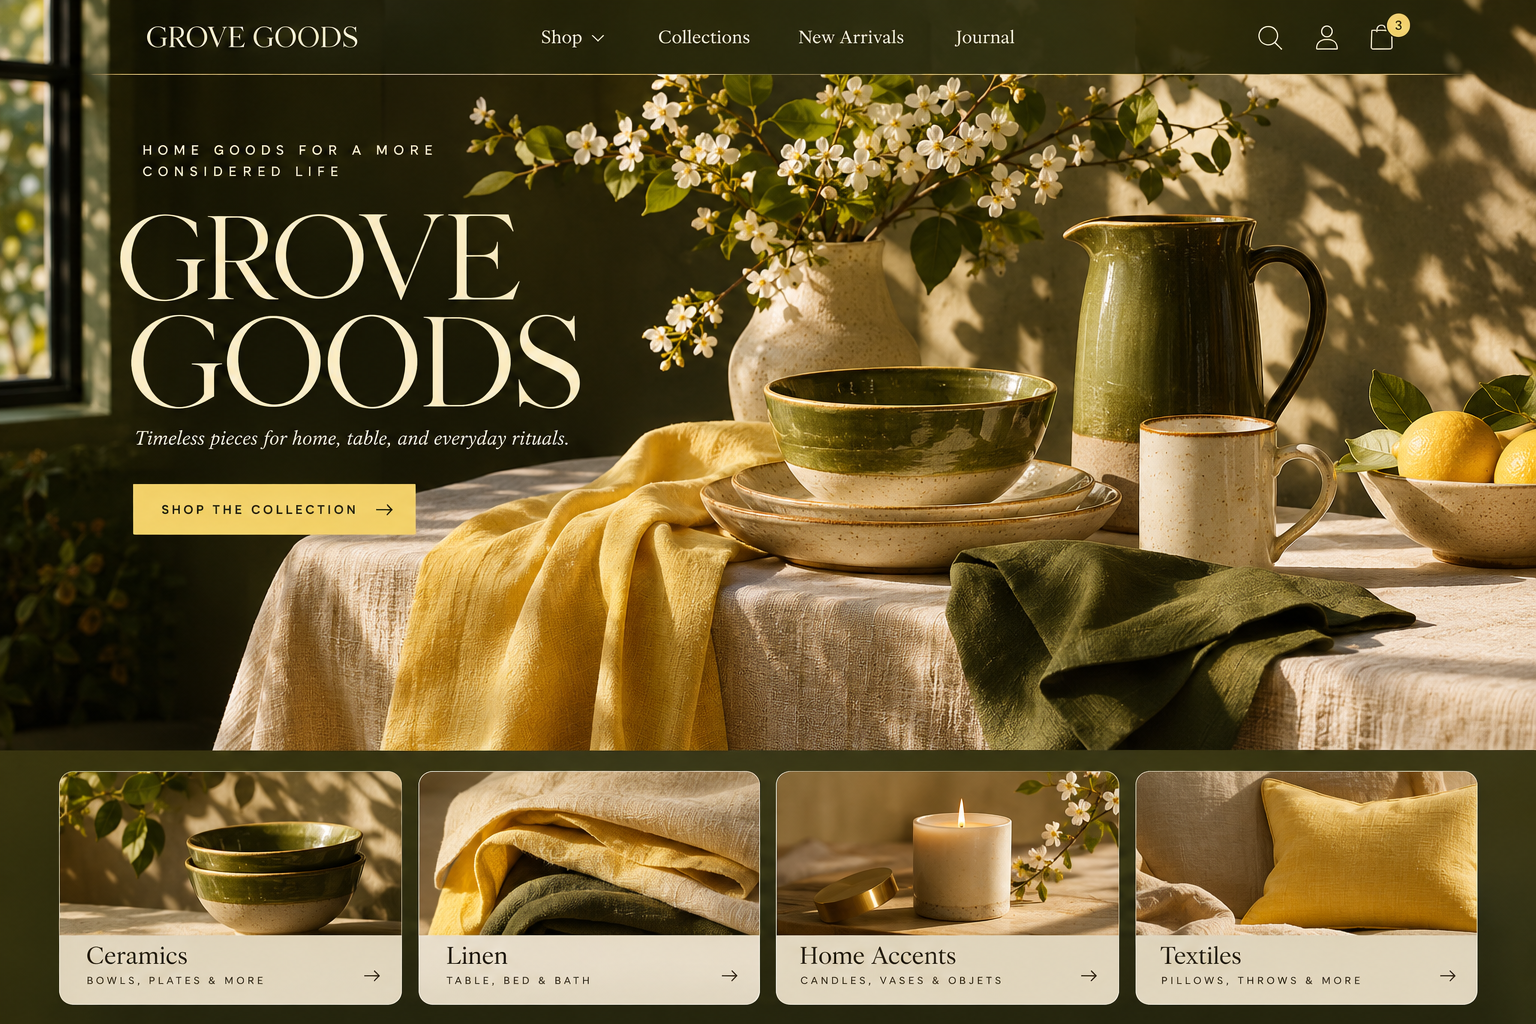 GROVE GOODS
Shop
Collections
New Arrivals
Journal
3
HOME GOODS FOR A MORE
CONSIDERED LIFE
GROVE
GOODS
Timeless pieces for home, table, and everyday rituals.
SHOP THE COLLECTION
Ceramics
BOWLS, PLATES & MORE
Linen
TABLE, BED & BATH
Home Accents
CANDLES, VASES & OBJETS
Textiles
PILLOWS, THROWS & MORE